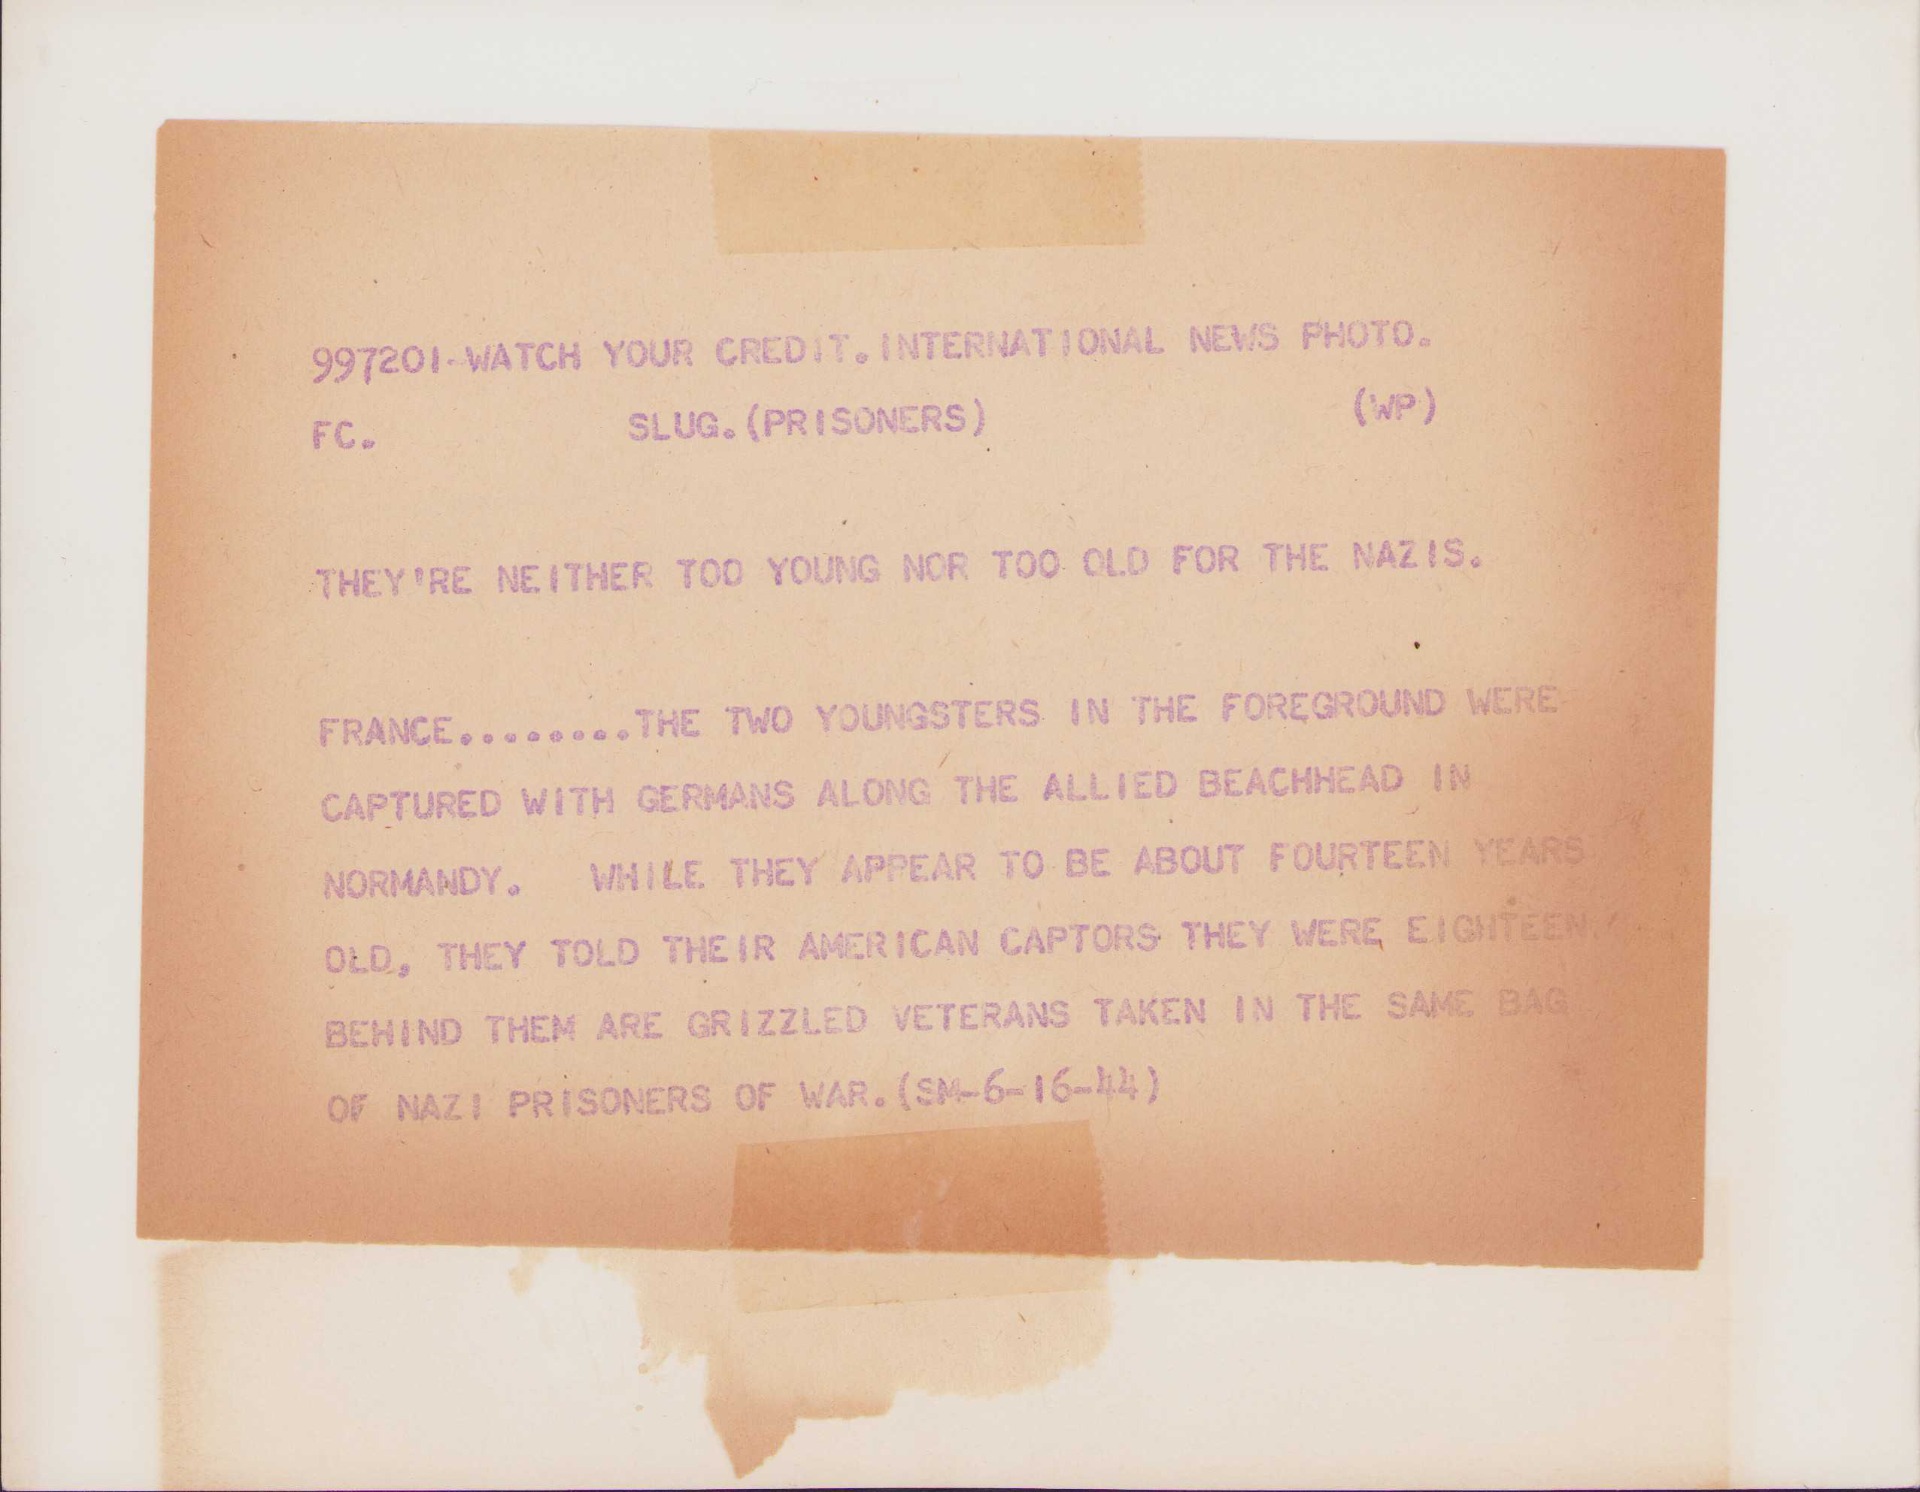 997201-WATCH YOUR CREDIT.INTERNATIONAL NEWS PHOTO.
FC. SLUG.(PRISONERS) (WP)
THEY'RE NEITHER TOO YOUNG NOR TOO OLD FOR THE NAZIS.
FRANCE........THE TWO YOUNGSTERS IN THE FOREGROUND WERE
CAPTURED WITH GERMANS ALONG THE ALLIED BEACHHEAD IN
NORMANDY. WHILE THEY APPEAR TO BE ABOUT FOURTEEN YEARS
OLD, THEY TOLD THEIR AMERICAN CAPTORS THEY WERE EIGHTEEN
BEHIND THEM ARE GRIZZLED VETERANS TAKEN IN THE SAME BAG
OF NAZI PRISONERS OF WAR.(SM-6-16-44)